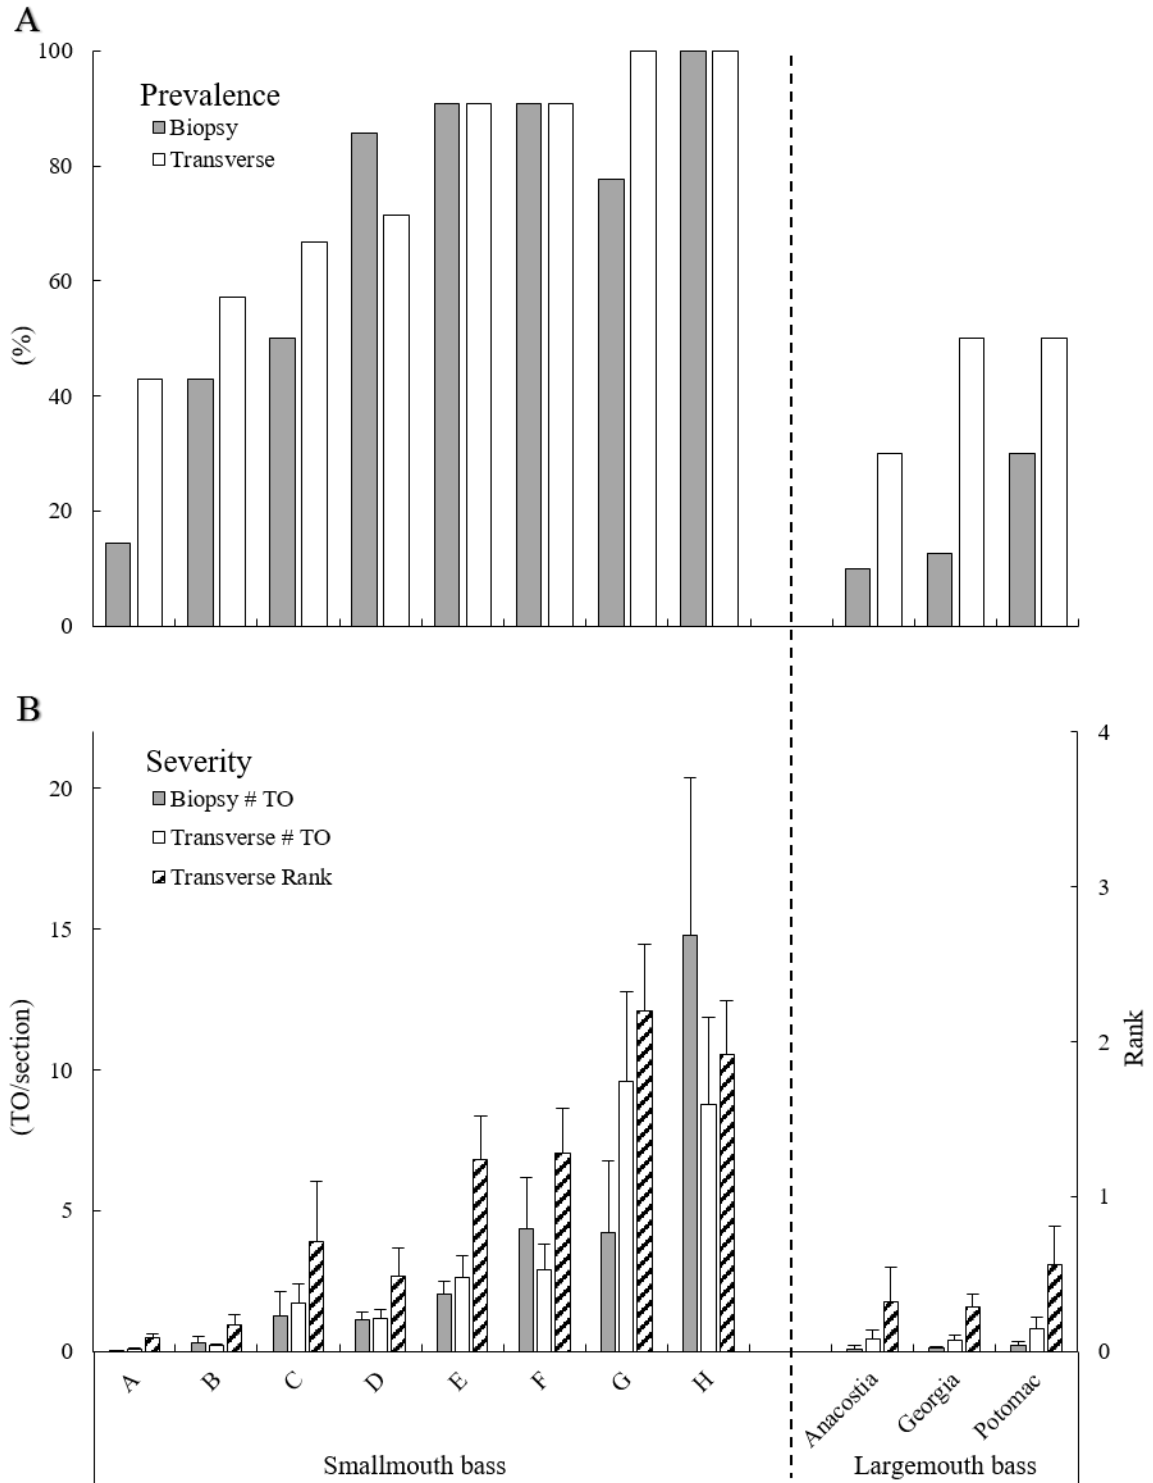 A
100
80
60
40
20
0
(%)
Prevalence
Biopsy
Transverse
B
20
15
10
5
0
(TO/section)
Severity
Biopsy # TO
Transverse # TO
Transverse Rank
4
3
2
1
0
Rank
A B C D E F G H Anacostia Georgia Potomac
Smallmouth bass Largemouth bass